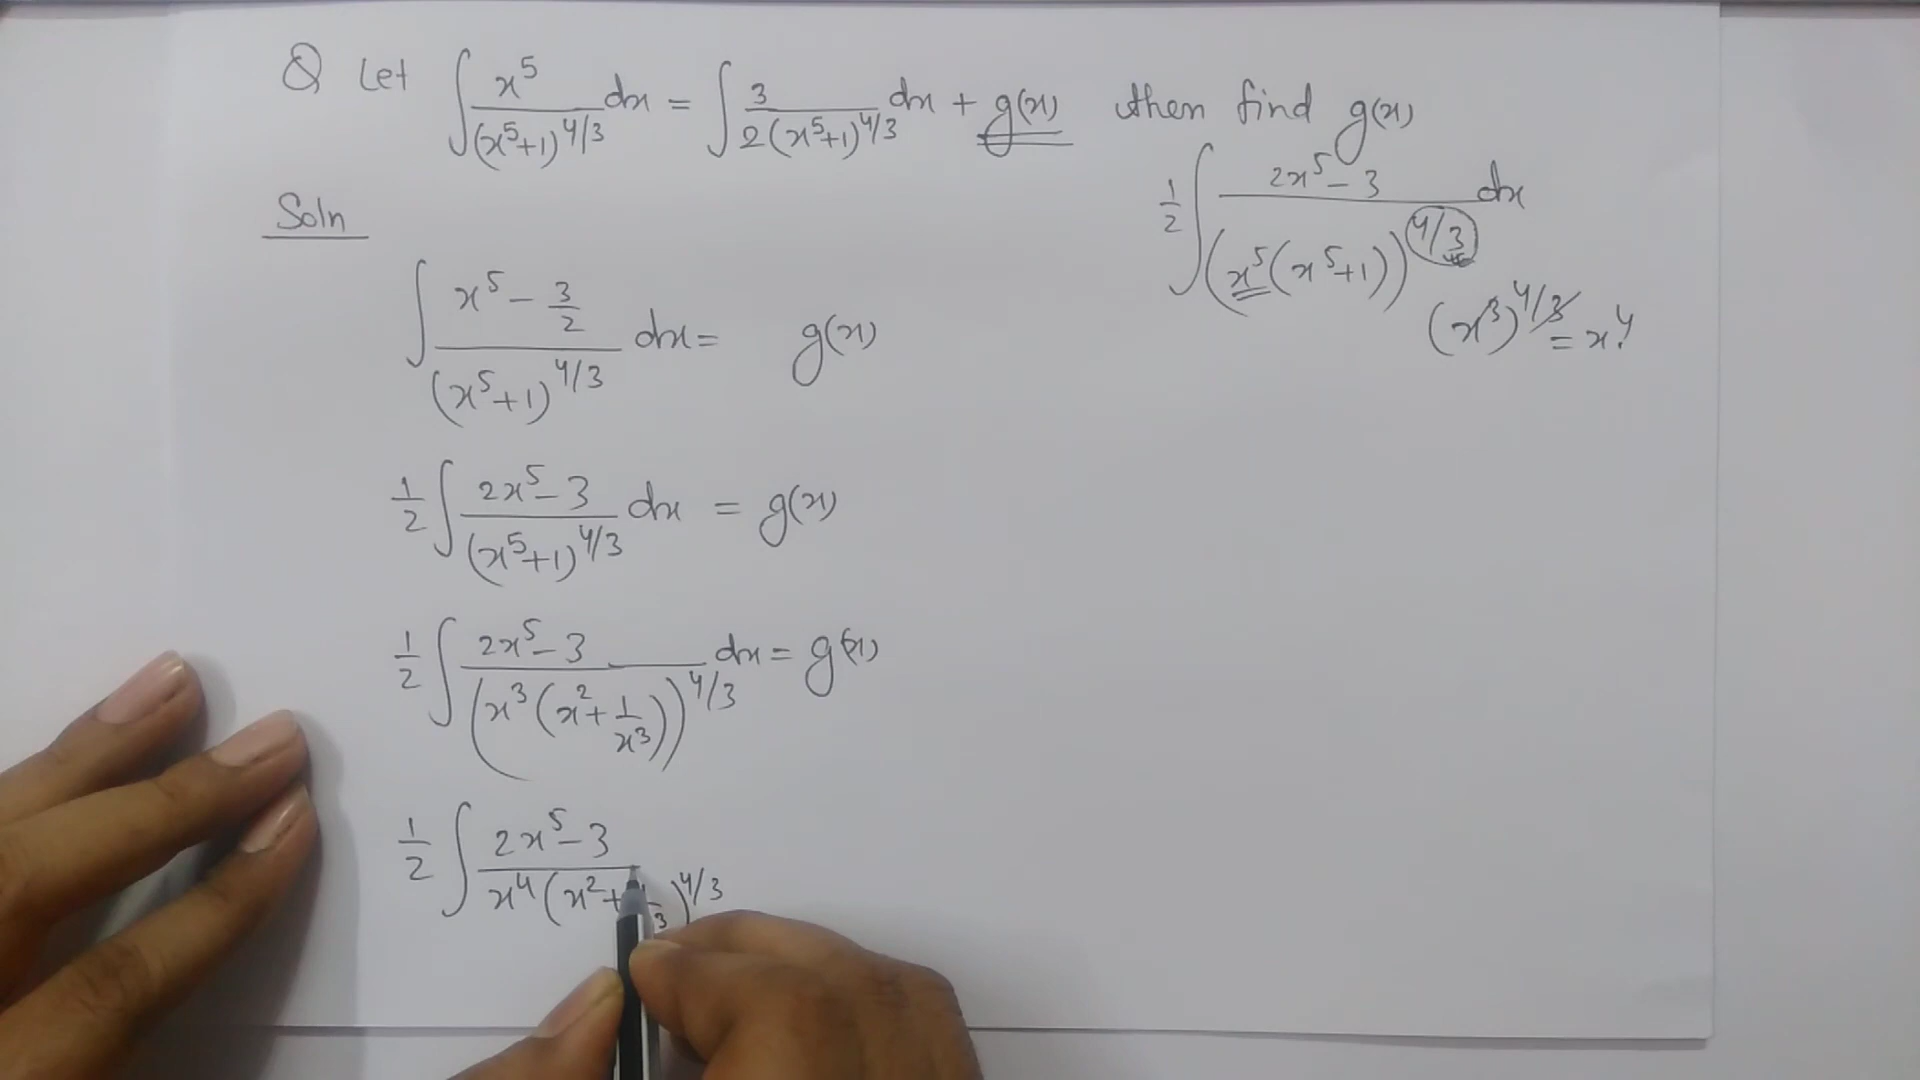 Q Let ∫ x^5/(x^5+1)^4/3 dx = ∫ 3/2(x^5+1)^4/3 dx + g(x) then find g(x)
Soln
1/2 ∫ 2x^5-3/(x^5(x^5+1))^4/3 dx
(x^3)^4/3 = x^4
∫ x^5 - 3/2/(x^5+1)^4/3 dx = g(x)
1/2 ∫ 2x^5-3/(x^5+1)^4/3 dx = g(x)
1/2 ∫ 2x^5-3/(x^3(x^2+1/x^3))^4/3 dx = g(x)
1/2 ∫ 2x^5-3/x^4(x^2+ 3)^4/3